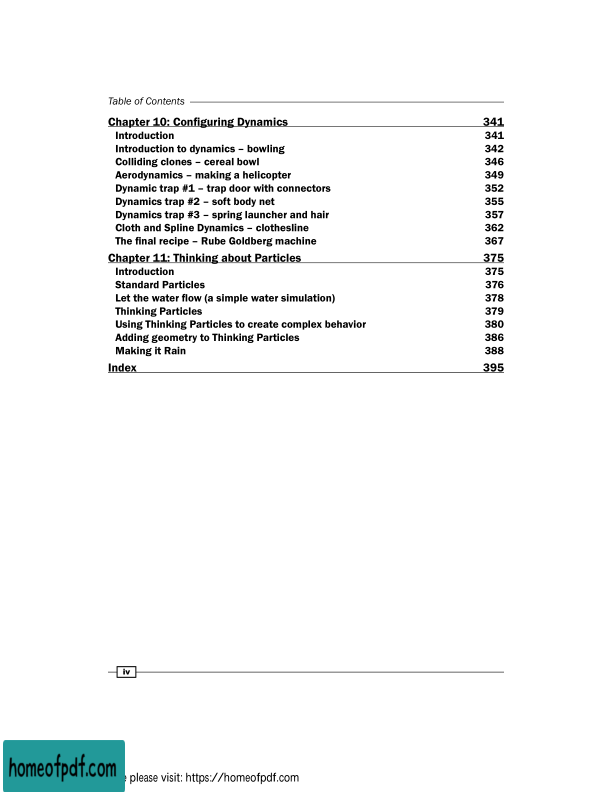 Table of Contents
Chapter 10: Configuring Dynamics 341
Introduction 341
Introduction to dynamics – bowling 342
Colliding clones – cereal bowl 346
Aerodynamics – making a helicopter 349
Dynamic trap #1 – trap door with connectors 352
Dynamics trap #2 – soft body net 355
Dynamics trap #3 – spring launcher and hair 357
Cloth and Spline Dynamics – clothesline 362
The final recipe – Rube Goldberg machine 367
Chapter 11: Thinking about Particles 375
Introduction 375
Standard Particles 376
Let the water flow (a simple water simulation) 378
Thinking Particles 379
Using Thinking Particles to create complex behavior 380
Adding geometry to Thinking Particles 386
Making it Rain 388
Index 395
iv
homeofpdf.com
please visit: https://homeofpdf.com